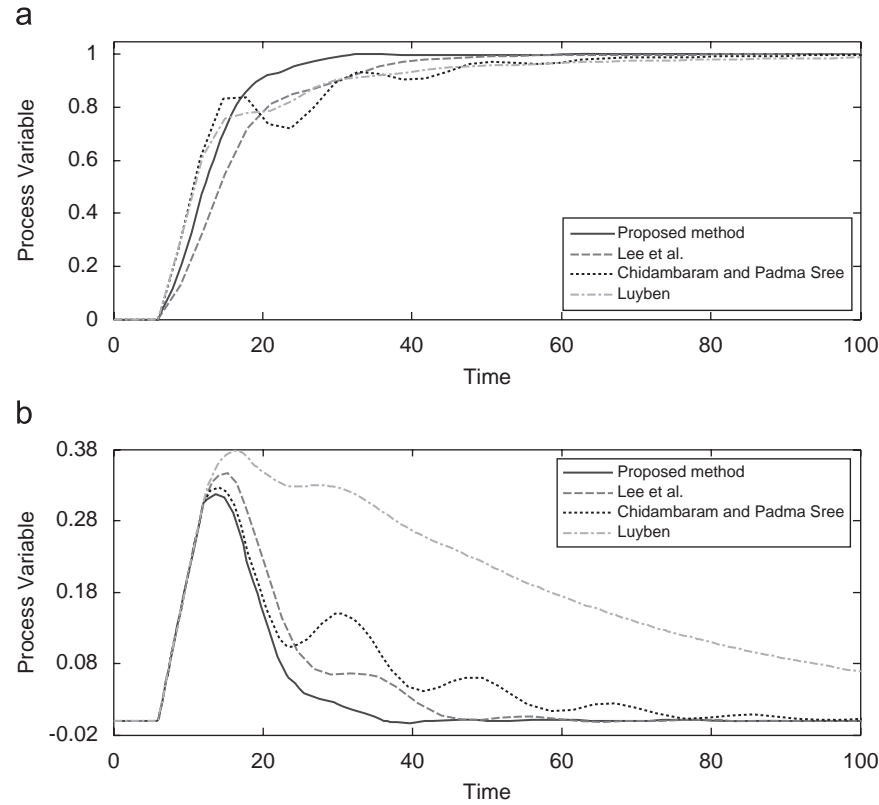 a
1
0.8
0.6
0.4
0.2
0
Process Variable
Proposed method
Lee et al.
Chidambaram and Padma Sree
Luyben
0 20 40 60 80 100
Time
b
0.38
0.28
0.18
0.08
-0.02
Process Variable
Proposed method
Lee et al.
Chidambaram and Padma Sree
Luyben
0 20 40 60 80 100
Time